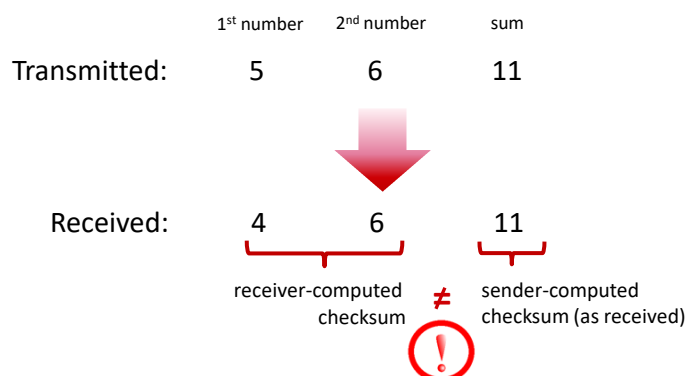 1st number 2nd number sum
Transmitted: 5 6 11
Received: 4 6 11
receiver-computed checksum ≠ sender-computed checksum (as received)
!